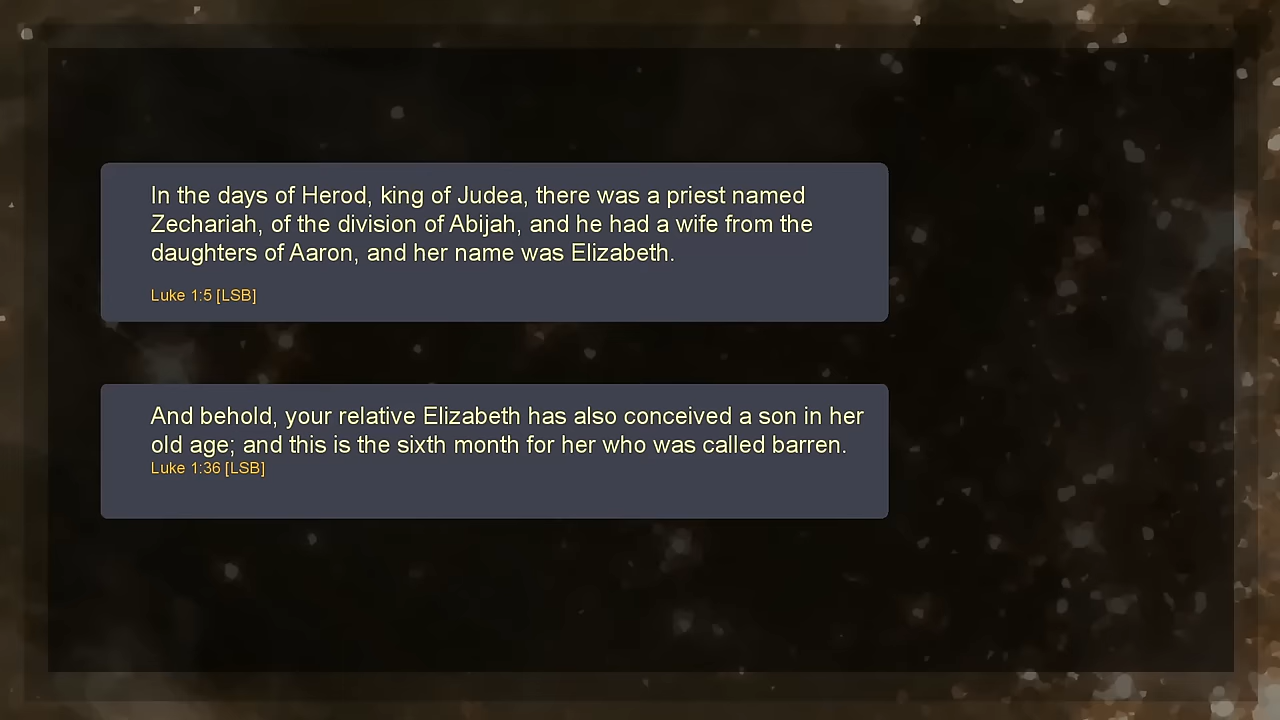 In the days of Herod, king of Judea, there was a priest named
Zechariah, of the division of Abijah, and he had a wife from the
daughters of Aaron, and her name was Elizabeth.
Luke 1:5 [LSB]
And behold, your relative Elizabeth has also conceived a son in her
old age; and this is the sixth month for her who was called barren.
Luke 1:36 [LSB]